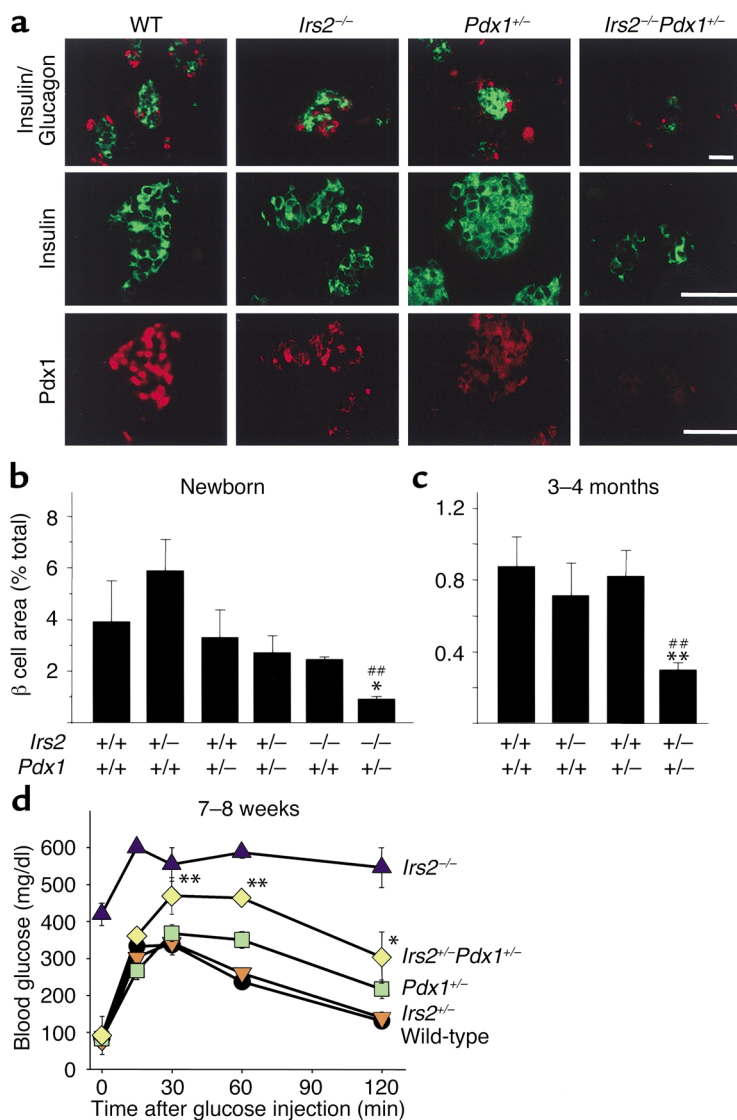 a
WT
Irs2–/–
Pdx1+/–
Irs2–/–Pdx1+/–
Insulin/
Glucagon
Insulin
Pdx1
b
Newborn
β cell area (% total)
8
6
4
2
##
*
Irs2 +/+ +/– +/+ +/– –/– –/–
Pdx1 +/+ +/+ +/– +/– +/+ +/–
c
3–4 months
1.2
0.8
0.4
##
**
+/+ +/– +/+ +/–
+/+ +/+ +/– +/–
d
7–8 weeks
Blood glucose (mg/dl)
600
500
400
300
200
100
0
**
**
*
Irs2–/–
Irs2+/–Pdx1+/–
Pdx1+/–
Irs2+/–
Wild-type
0 30 60 90 120
Time after glucose injection (min)